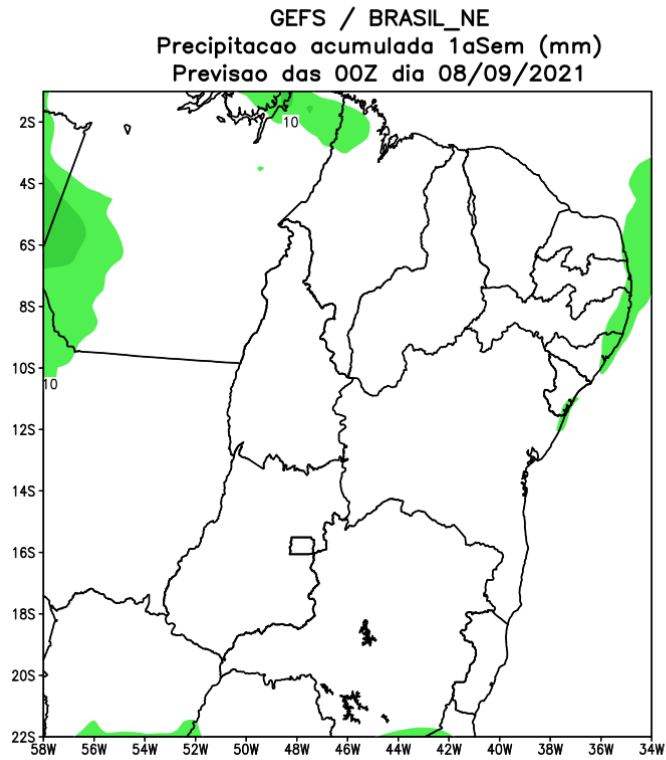 GEFS / BRASIL_NE
Precipitacao acumulada 1aSem (mm)
Previsao das 00Z dia 08/09/2021
10
2S
4S
6S
8S
10S
10
12S
14S
16S
18S
20S
22S
58W 56W 54W 52W 50W 48W 46W 44W 42W 40W 38W 36W 34W